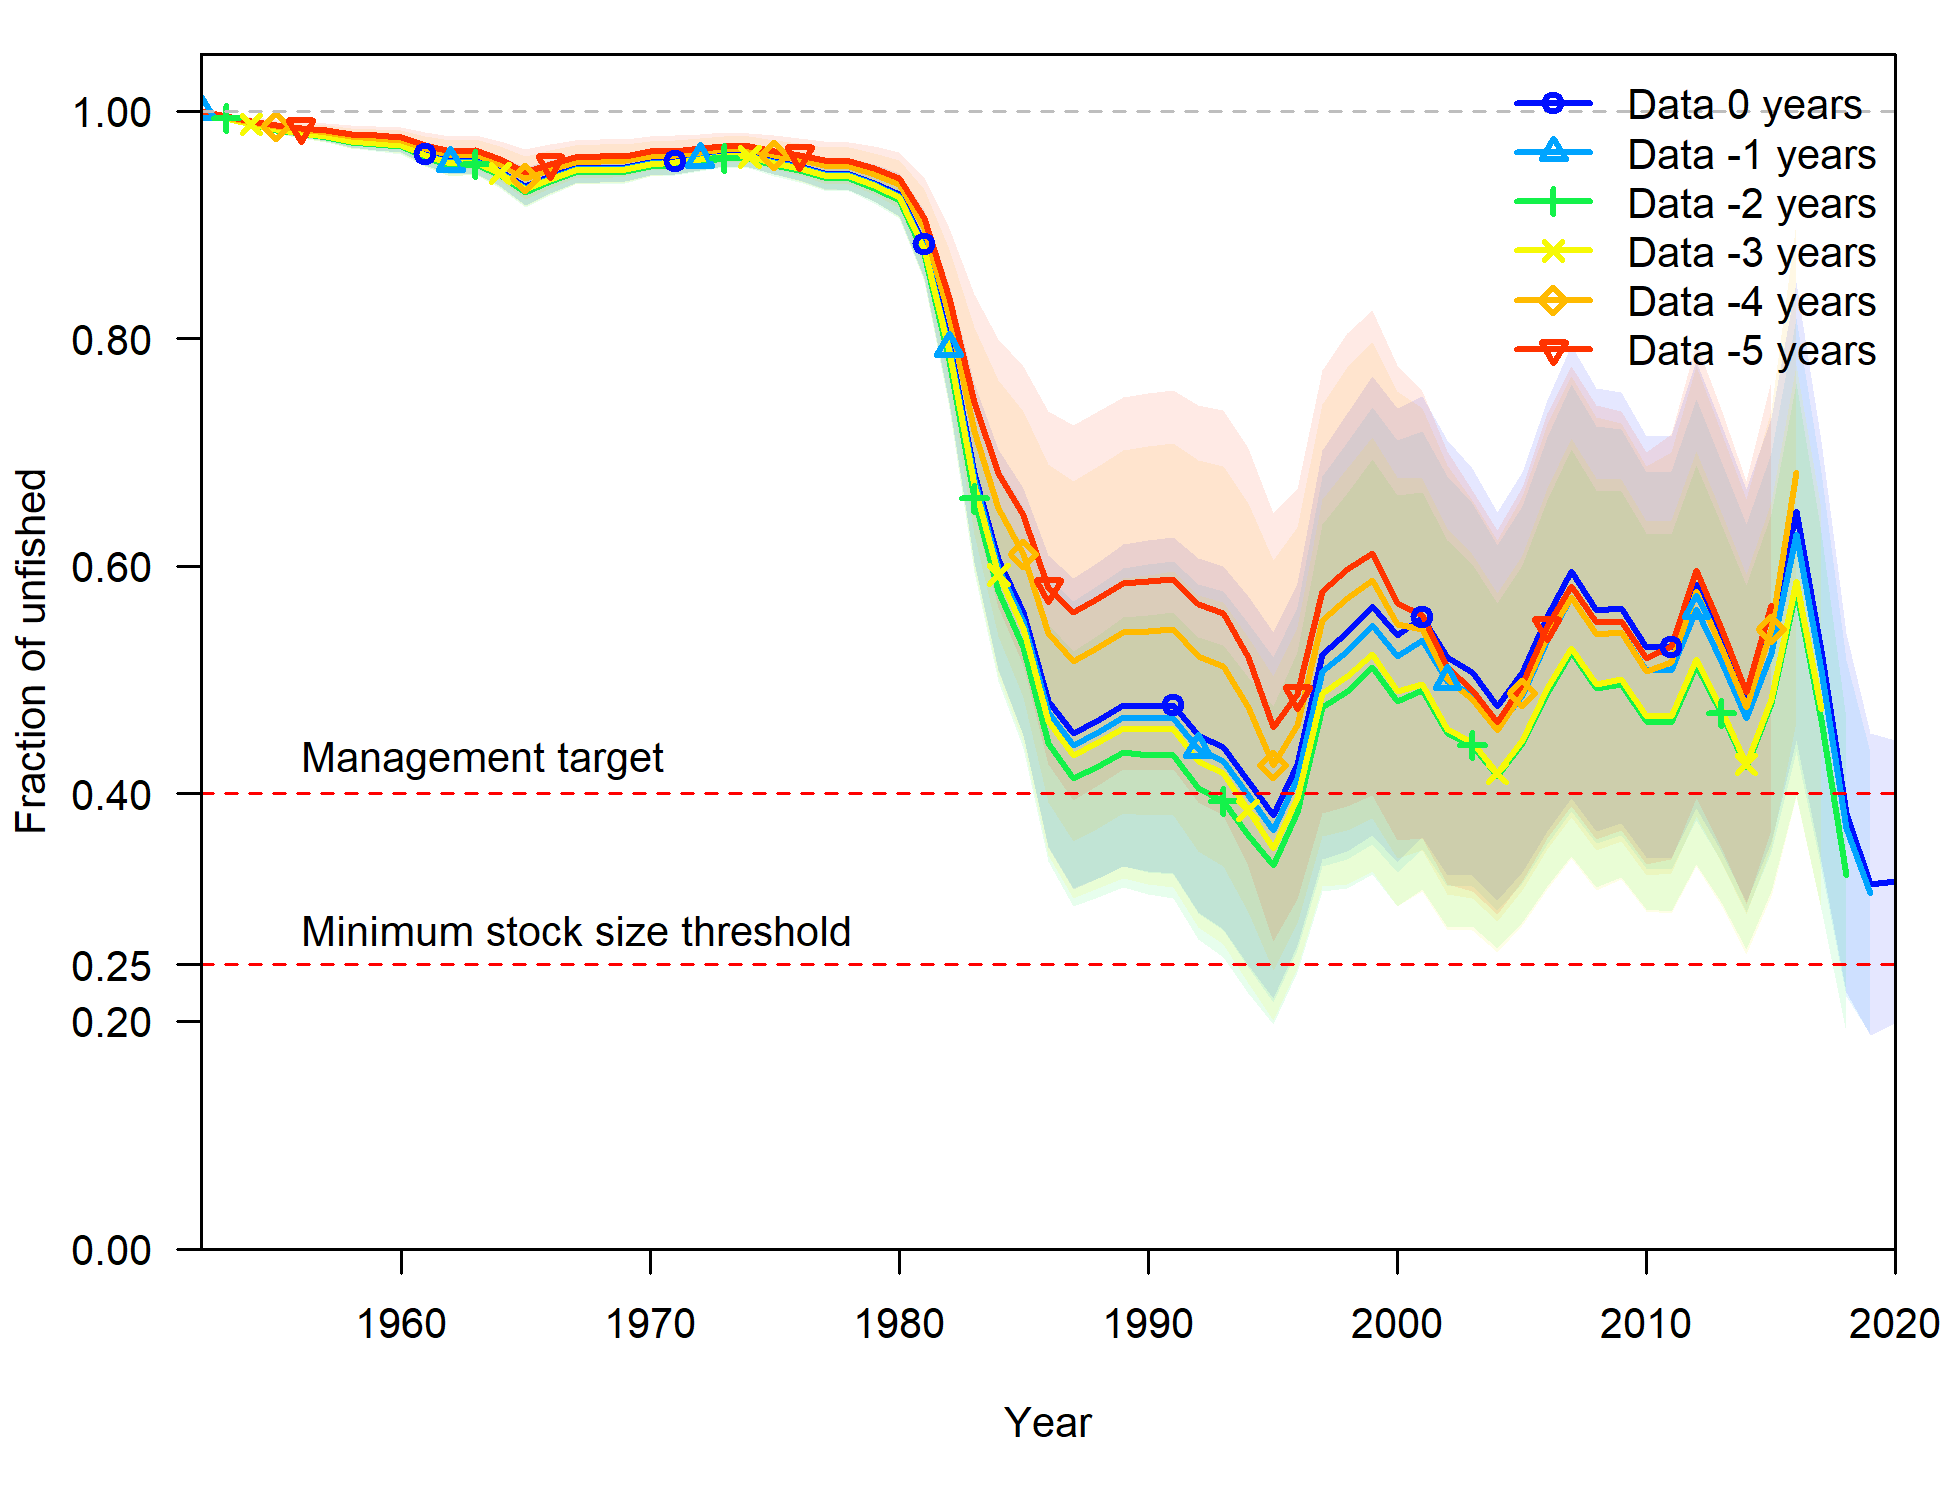 Data 0 years
Data -1 years
Data -2 years
Data -3 years
Data -4 years
Data -5 years
1.00
0.80
0.60
0.40
0.25
0.20
0.00
Fraction of unfished
Management target
Minimum stock size threshold
1960 1970 1980 1990 2000 2010 2020
Year